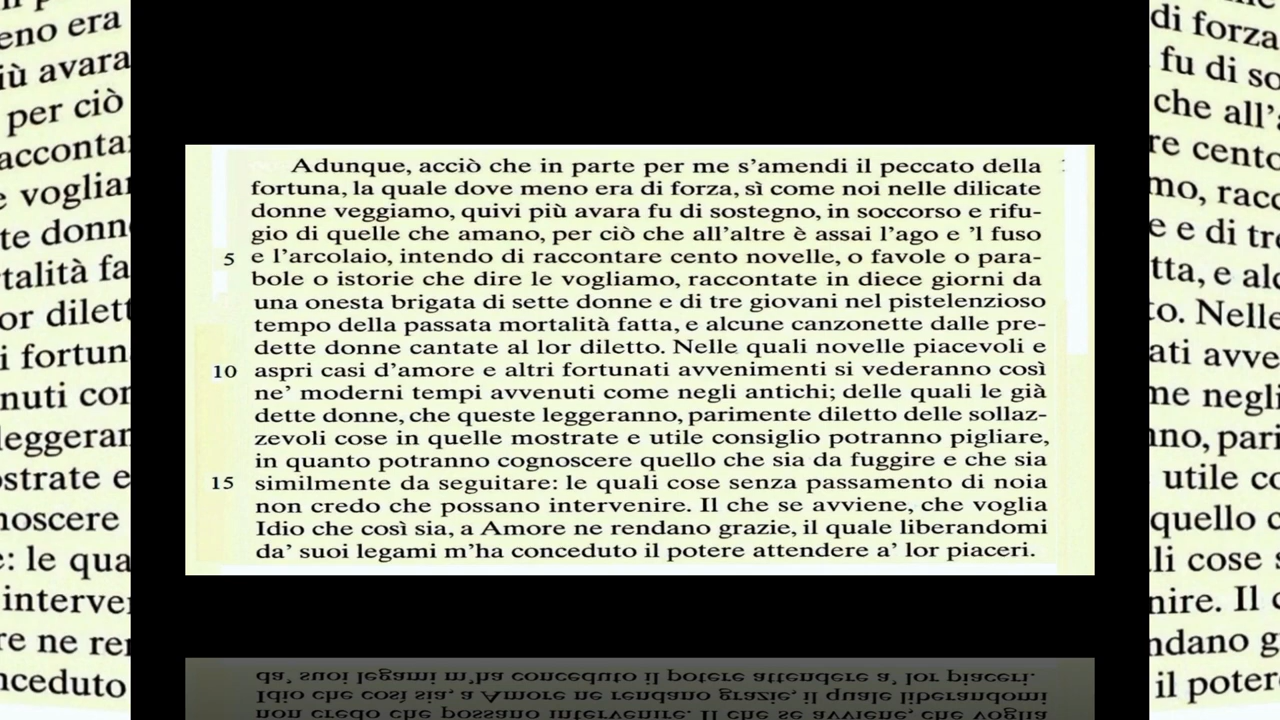 Adunque, acciò che in parte per me s'amendi il peccato della
fortuna, la quale dove meno era di forza, sì come noi nelle dilicate
donne veggiamo, quivi più avara fu di sostegno, in soccorso e rifu-
gio di quelle che amano, per ciò che all'altre è assai l'ago e 'l fuso
5 e l'arcolaio, intendo di raccontare cento novelle, o favole o para-
bole o istorie che dire le vogliamo, raccontate in diece giorni da
una onesta brigata di sette donne e di tre giovani nel pistelenzioso
tempo della passata mortalità fatta, e alcune canzonette dalle pre-
dette donne cantate al lor diletto. Nelle quali novelle piacevoli e
10 aspri casi d'amore e altri fortunati avvenimenti si vederanno così
ne' moderni tempi avvenuti come negli antichi; delle quali le già
dette donne, che queste leggeranno, parimente diletto delle sollaz-
zevoli cose in quelle mostrate e utile consiglio potranno pigliare,
in quanto potranno cognoscere quello che sia da fuggire e che sia
15 similmente da seguitare: le quali cose senza passamento di noia
non credo che possano intervenire. Il che se avviene, che voglia
Idio che così sia, a Amore ne rendano grazie, il quale liberandomi
da' suoi legami m'ha conceduto il potere attendere a' lor piaceri.